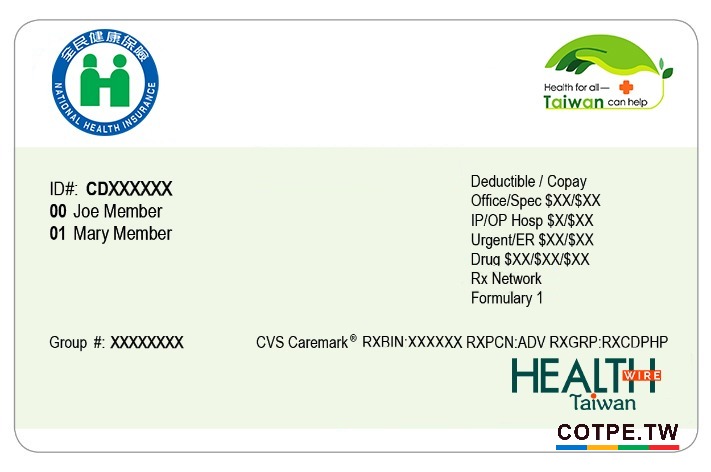 全民健康保險
NATIONAL HEALTH INSURANCE
Health for all—
Taiwan can help
ID#: CDXXXXXX
00 Joe Member
01 Mary Member
Deductible / Copay
Office/Spec $XX/$XX
IP/OP Hosp $X/$XX
Urgent/ER $XX/$XX
Drug $XX/$XX/$XX
Rx Network
Formulary 1
Group #: XXXXXXXX
CVS Caremark® RXBIN:XXXXXX RXPCN:ADV RXGRP:RXCDPHP
HEALTH
WIRE
Taiwan
COTPE.TW